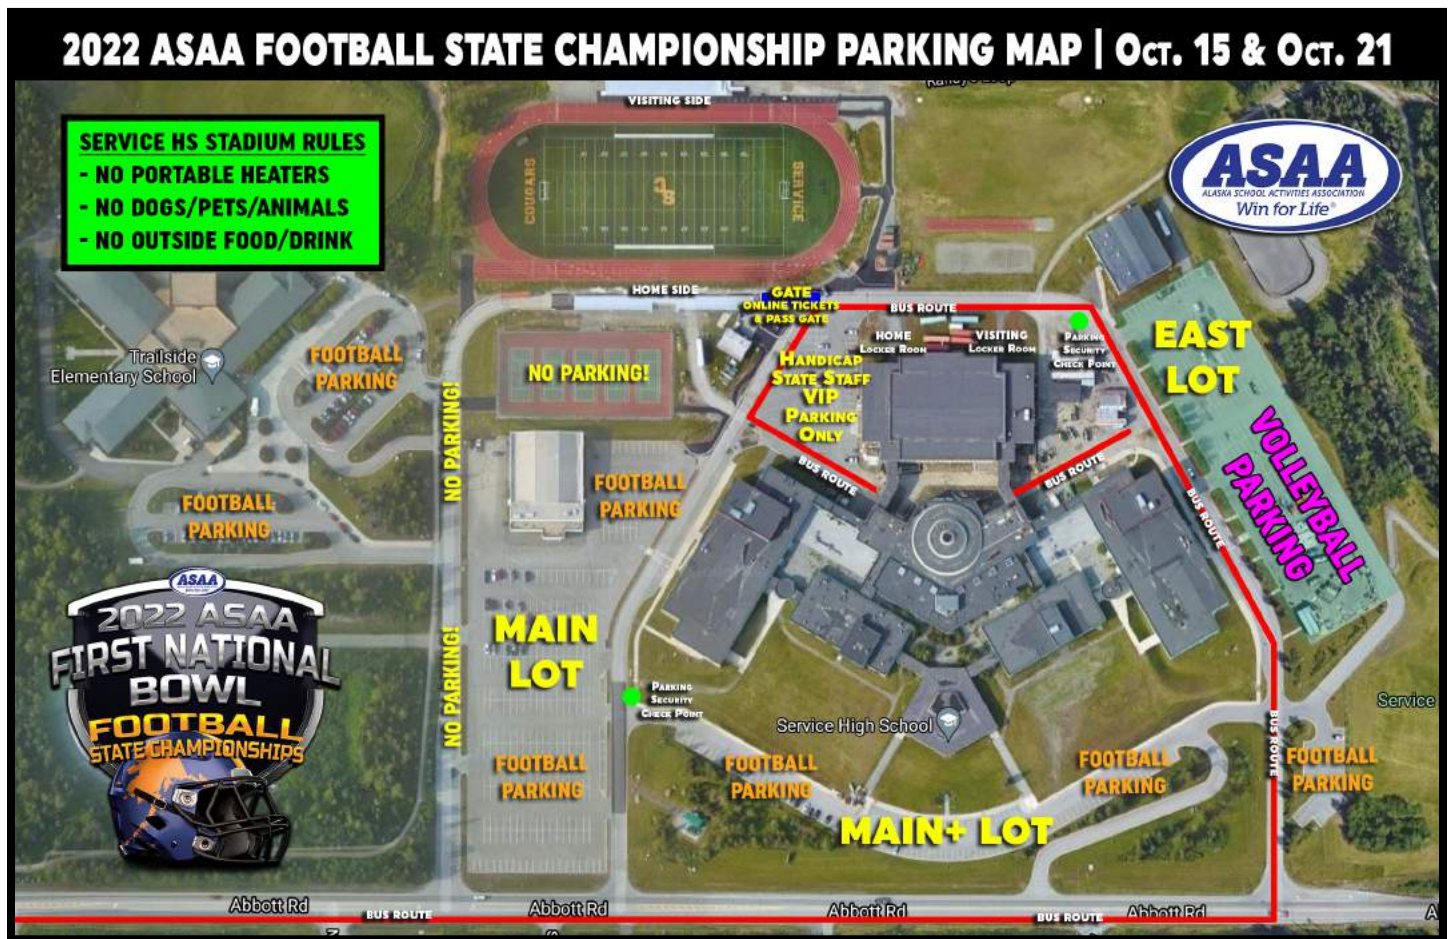 2022 ASAA FOOTBALL STATE CHAMPIONSHIP PARKING MAP | OCT. 15 & OCT. 21
VISITING SIDE
SERVICE HS STADIUM RULES
- NO PORTABLE HEATERS
- NO DOGS/PETS/ANIMALS
- NO OUTSIDE FOOD/DRINK
COUGARS
SERVICE
ASAA
ALASKA SCHOOL ACTIVITIES ASSOCIATION
Win for Life®
HOME SIDE
GATE
ONLINE TICKETS
& PASS GATE
BUS ROUTE
HOME
LOCKER ROOM
VISITING
LOCKER ROOM
PARKING
SECURITY
CHECK POINT
EAST
LOT
Trailside
Elementary School
FOOTBALL
PARKING
NO PARKING!
NO PARKING!
HANDICAP
STATE STAFF
VIP
PARKING
ONLY
VOLLEYBALL
PARKING
BUS ROUTE
BUS ROUTE
BUS ROUTE
FOOTBALL
PARKING
FOOTBALL
PARKING
ASAA
2022 ASAA
FIRST NATIONAL
BOWL
FOOTBALL
STATE CHAMPIONSHIPS
NO PARKING!
MAIN
LOT
PARKING
SECURITY
CHECK POINT
Service High School
Service
BUS ROUTE
FOOTBALL
PARKING
FOOTBALL
PARKING
FOOTBALL
PARKING
FOOTBALL
PARKING
MAIN+ LOT
Abbott Rd
Abbott Rd
Abbott Rd
Abbott Rd
BUS ROUTE
BUS ROUTE